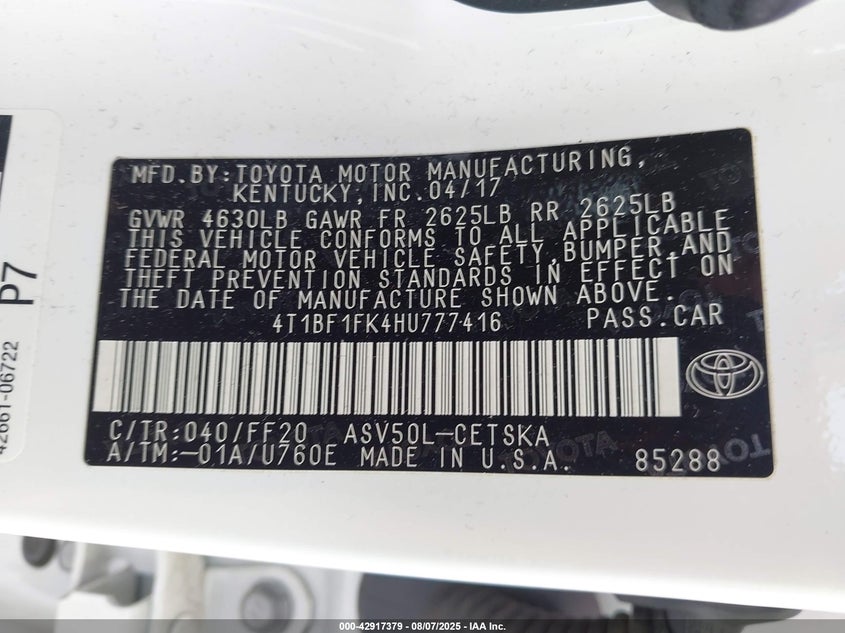 MFD.BY:TOYOTA MOTOR MANUFACTURING,
KENTUCKY,INC.04/17
GVWR 4630LB GAWR FR 2625LB RR 2625LB
THIS VEHICLE CONFORMS TO ALL APPLICABLE
FEDERAL MOTOR VEHICLE SAFETY,BUMPER,AND
THEFT PREVENTION STANDARDS IN EFFECT ON
THE DATE OF MANUFACTURE SHOWN ABOVE.
4T1BF1FK4HU777416 PASS.CAR
C/TR:040/FF20 ASV50L-CETSKA
A/TM:-01A/U760E MADE IN U.S.A. 85288
TOYOTA
P7
42661-06722
000-42917379 - 08/07/2025 - IAA Inc.